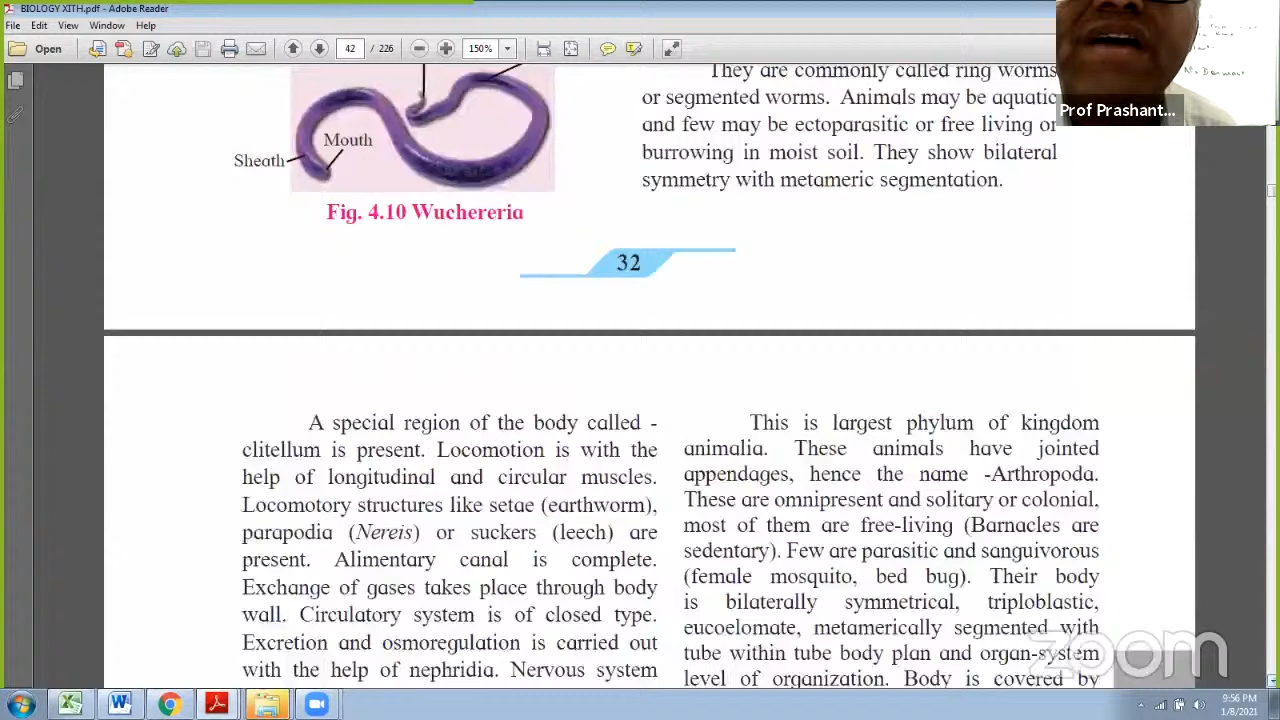 BIOLOGY XITH.pdf - Adobe Reader
File Edit View Window Help
Open 42 / 226 150%
Mouth
Sheath
Fig. 4.10 Wuchereria
They are commonly called ring worms
or segmented worms. Animals may be aquatic
and few may be ectoparasitic or free living or
burrowing in moist soil. They show bilateral
symmetry with metameric segmentation.
32
A special region of the body called -
clitellum is present. Locomotion is with the
help of longitudinal and circular muscles.
Locomotory structures like setae (earthworm),
parapodia (Nereis) or suckers (leech) are
present. Alimentary canal is complete.
Exchange of gases takes place through body
wall. Circulatory system is of closed type.
Excretion and osmoregulation is carried out
with the help of nephridia. Nervous system
This is largest phylum of kingdom
animalia. These animals have jointed
appendages, hence the name -Arthropoda.
These are omnipresent and solitary or colonial,
most of them are free-living (Barnacles are
sedentary). Few are parasitic and sanguivorous
(female mosquito, bed bug). Their body
is bilaterally symmetrical, triploblastic,
eucoelomate, metamerically segmented with
tube within tube body plan and organ-system
level of organization. Body is covered by
Prof Prashant...
zoom
9:56 PM
1/8/2021